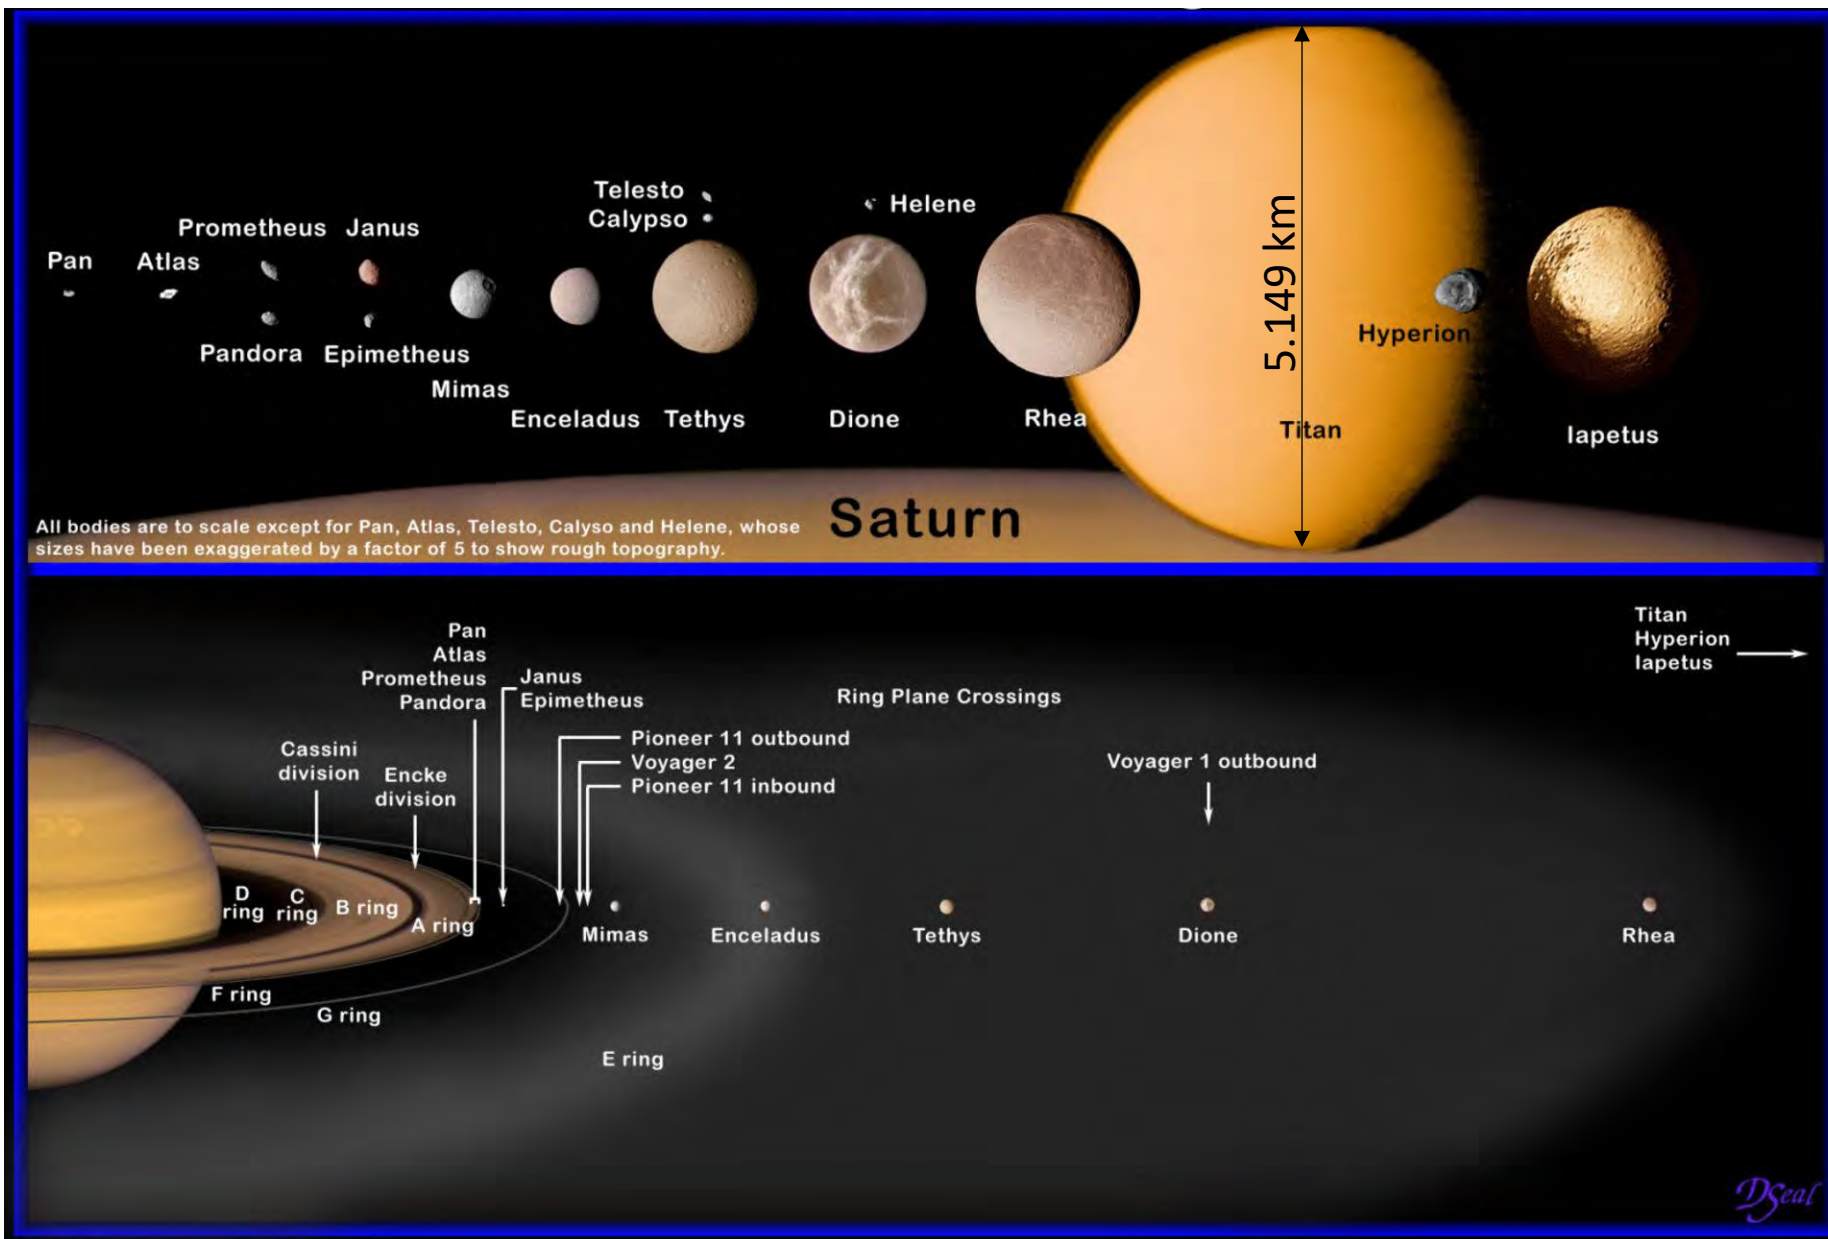 Telesto
Calypso
Helene
Prometheus
Janus
Pan
Atlas
Pandora
Epimetheus
Mimas
Enceladus
Tethys
Dione
Rhea
5.149 km
Hyperion
Titan
Iapetus
Saturn
All bodies are to scale except for Pan, Atlas, Telesto, Calyso and Helene, whose
sizes have been exaggerated by a factor of 5 to show rough topography.
Pan
Atlas
Prometheus
Pandora
Janus
Epimetheus
Ring Plane Crossings
Titan
Hyperion
Iapetus
Pioneer 11 outbound
Voyager 2
Pioneer 11 inbound
Voyager 1 outbound
Cassini
division
Encke
division
D
ring
C
ring
B ring
A ring
Mimas
Enceladus
Tethys
Dione
Rhea
F ring
G ring
E ring
DSeal